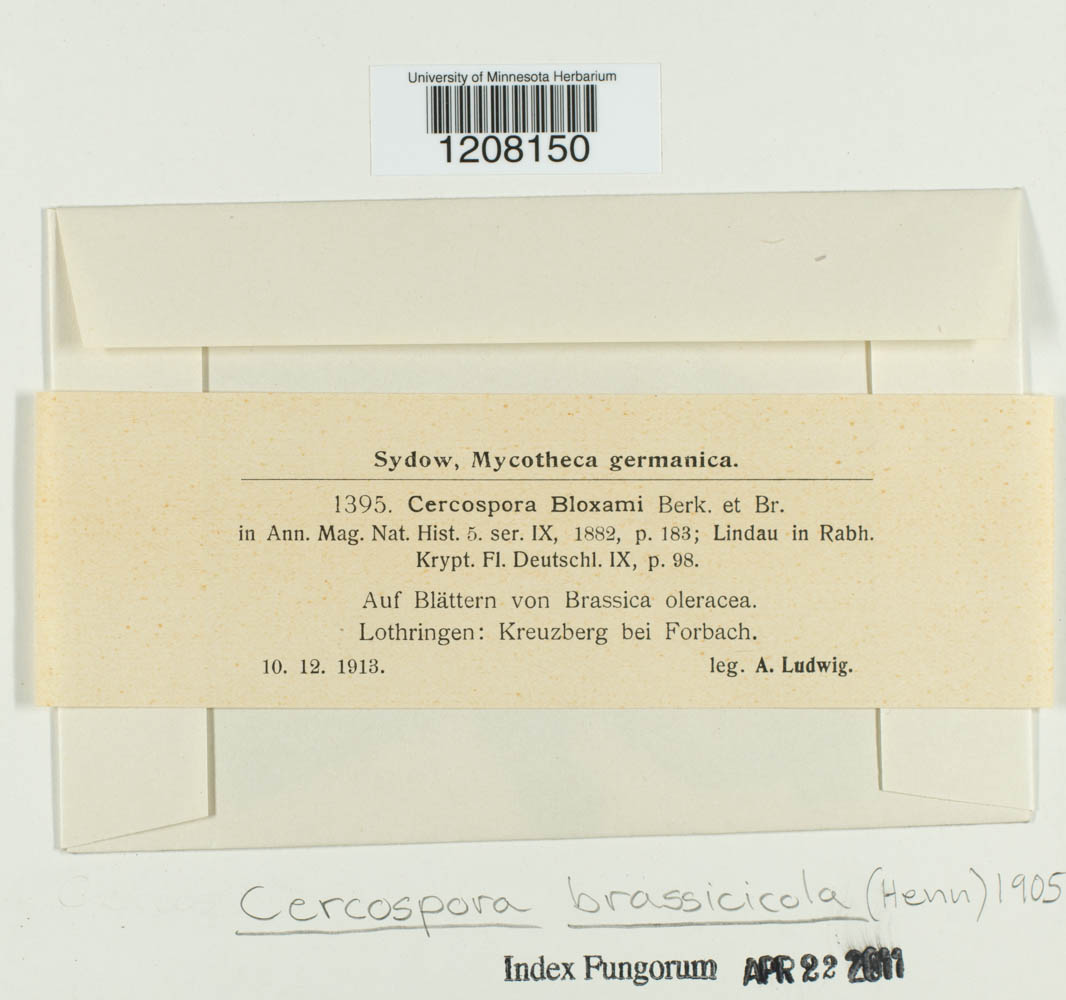 University of Minnesota Herbarium
1208150
Sydow, Mycotheca germanica.
1395. Cercospora Bloxami Berk. et Br.
in Ann. Mag. Nat. Hist. 5. ser. IX, 1882, p. 183; Lindau in Rabh.
Krypt. Fl. Deutschl. IX, p. 98.
Auf Blättern von Brassica oleracea.
Lothringen: Kreuzberg bei Forbach.
10. 12. 1913. leg. A. Ludwig.
Cercospora brassicicola (Henn) 1905
Index Fungorum APR 22